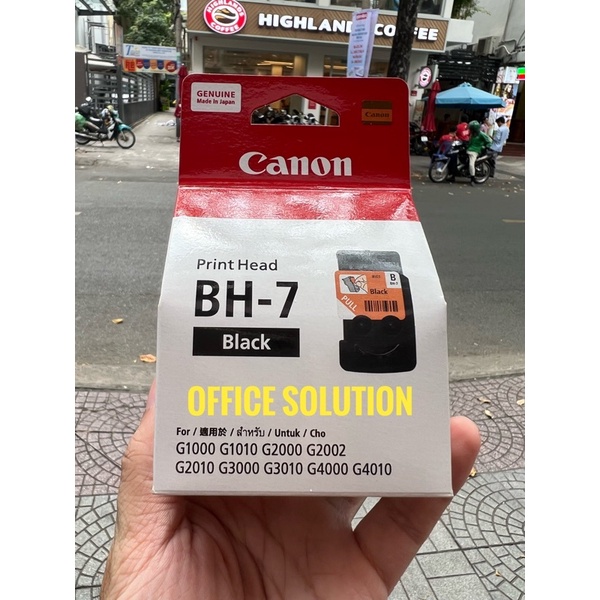 HIGHLANDS COFFEE
HIGHLANDS
COFFEE
GENUINE
Made in Japan
Canon
Canon
Print Head
BH-7
Black
B
BH-7
Black
PULL
OFFICE SOLUTION
For / 適用於 / สำหรับ / Untuk / Cho
G1000 G1010 G2000 G2002
G2010 G3000 G3010 G4000 G4010